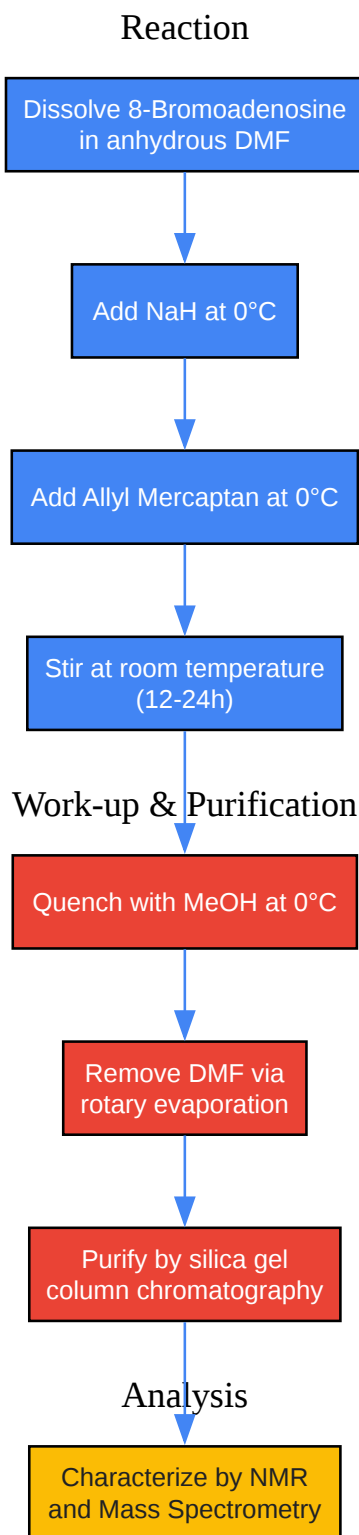 Reaction
Dissolve 8-Bromoadenosine
in anhydrous DMF
Add NaH at 0°C
Add Allyl Mercaptan at 0°C
Stir at room temperature
(12-24h)
Work-up & Purification
Quench with MeOH at 0°C
Remove DMF via
rotary evaporation
Purify by silica gel
column chromatography
Analysis
Characterize by NMR
and Mass Spectrometry